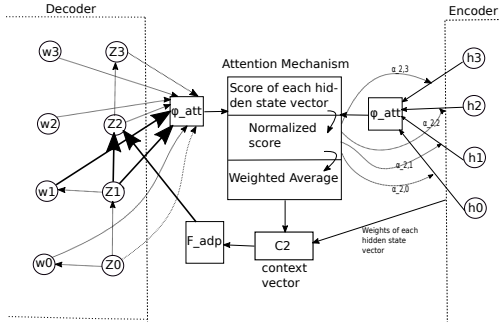 Decoder
Encoder
w3
Z3
h3
Attention Mechanism
α_2,3
Score of each hid-
den state vector
φ_att
φ_att
h2
w2
Z2
Normalized
score
α_2,2
h1
w1
Z1
Weighted Average
α_2,1
α_2,0
h0
w0
Z0
F_adp
C2
Weights of each
hidden state
vector
context
vector